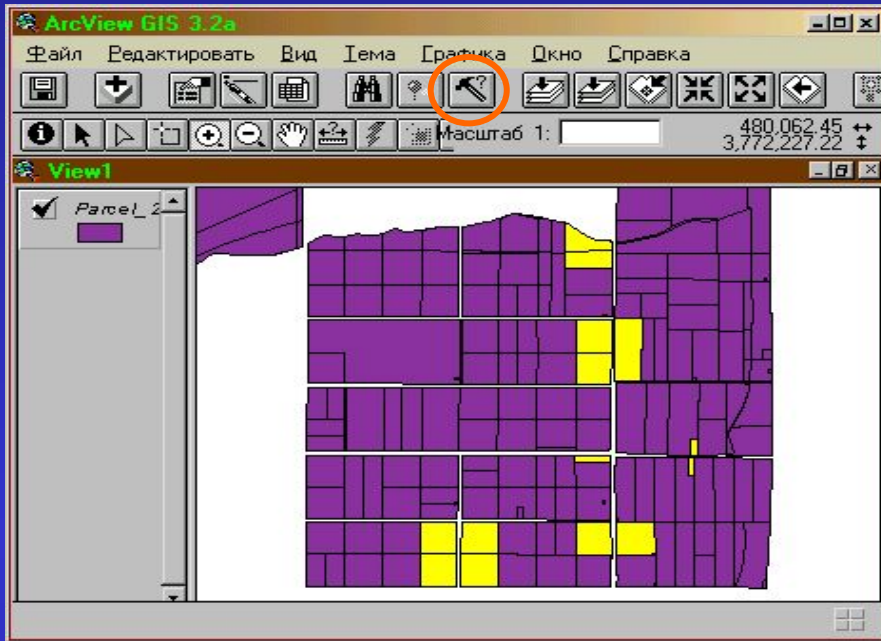 ArcView GIS 3.2a
Файл Редактировать Вид Тема Графика Окно Справка
Масштаб 1: 480,062.45
3,772,227.22
View1
Parcel_2